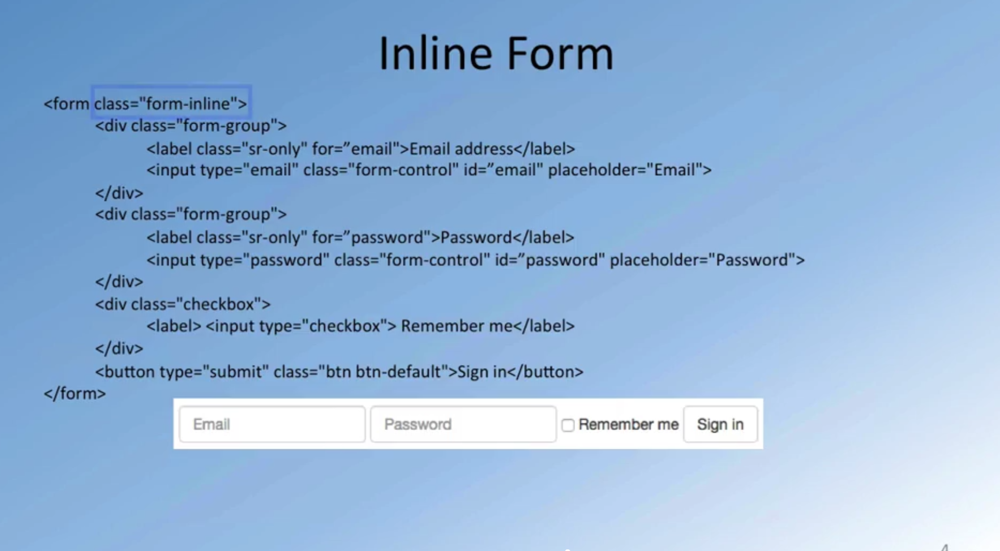 Inline Form
<form class="form-inline">
<div class="form-group">
<label class="sr-only" for=”email">Email address</label>
<input type="email" class="form-control" id=”email" placeholder="Email">
</div>
<div class="form-group">
<label class="sr-only" for=”password">Password</label>
<input type="password" class="form-control" id=”password" placeholder="Password">
</div>
<div class="checkbox">
<label> <input type="checkbox"> Remember me</label>
</div>
<button type="submit" class="btn btn-default">Sign in</button>
</form>
Email Password Remember me Sign in
4